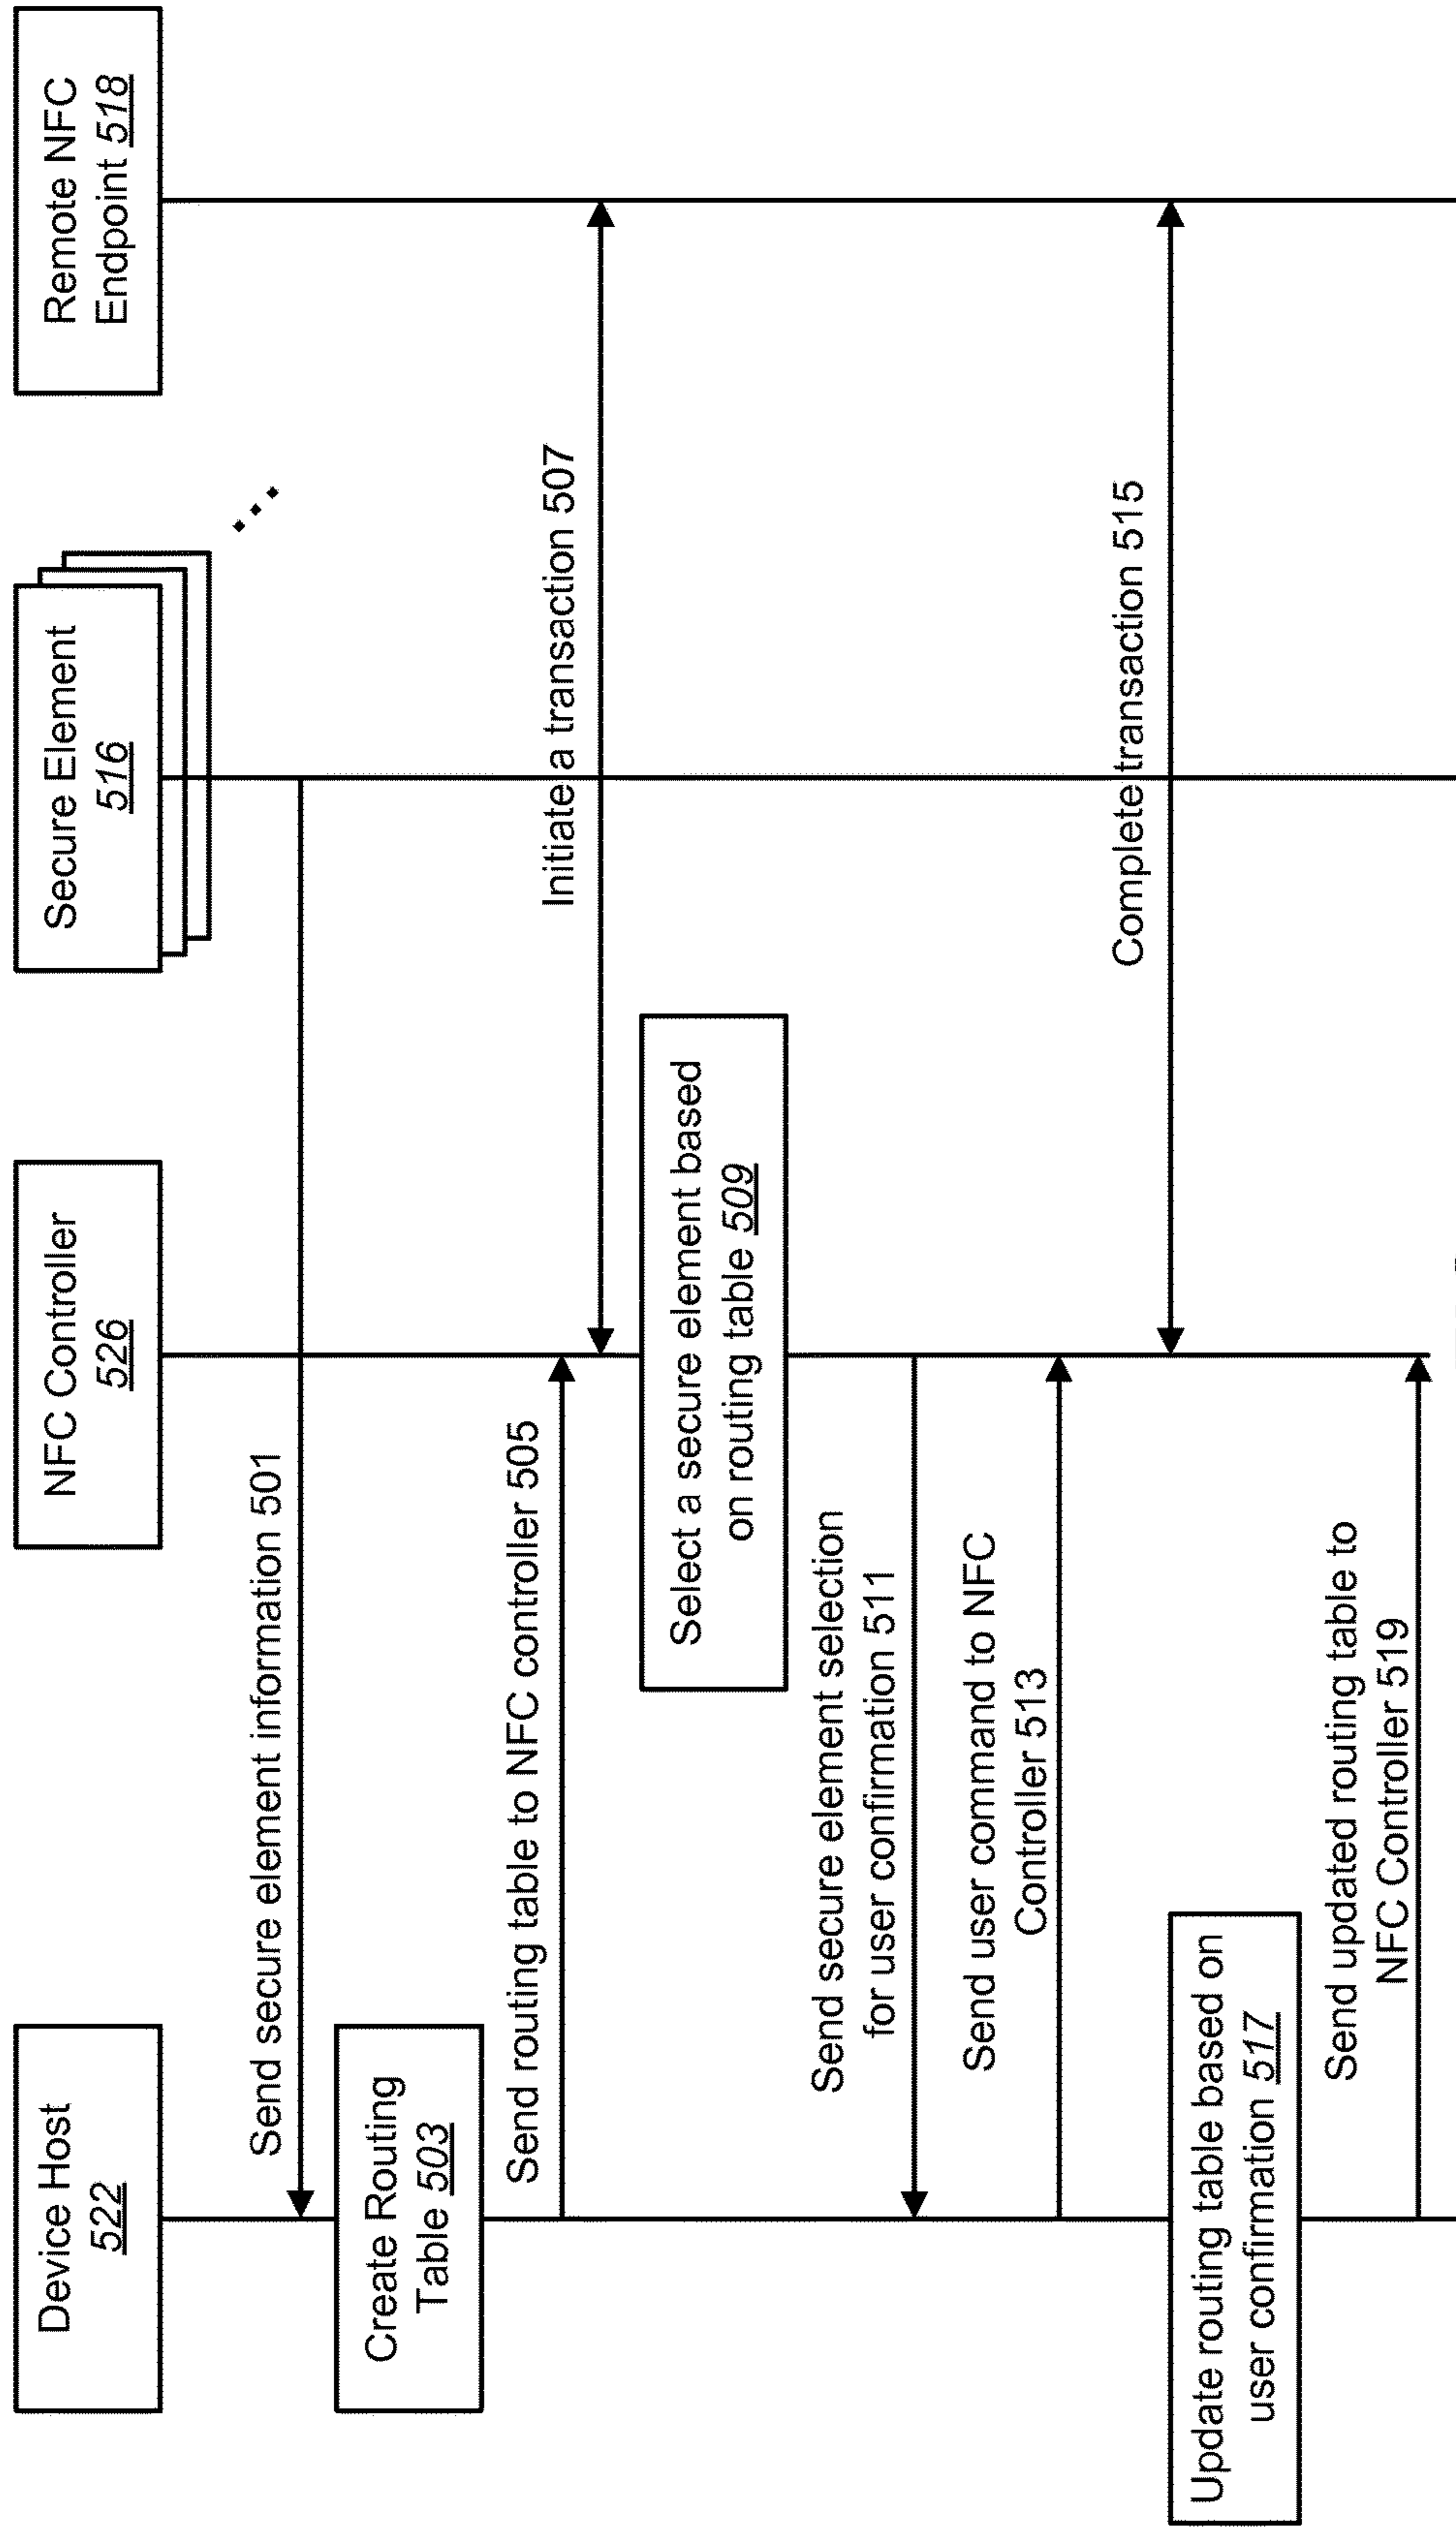 Device Host
522
NFC Controller
526
Secure Element
516
Remote NFC
Endpoint 518
Send secure element information 501
Create Routing
Table 503
Send routing table to NFC controller 505
Initiate a transaction 507
Select a secure element based
on routing table 509
Send secure element selection
for user confirmation 511
Send user command to NFC
Controller 513
Complete transaction 515
Update routing table based on
user confirmation 517
Send updated routing table to
NFC Controller 519